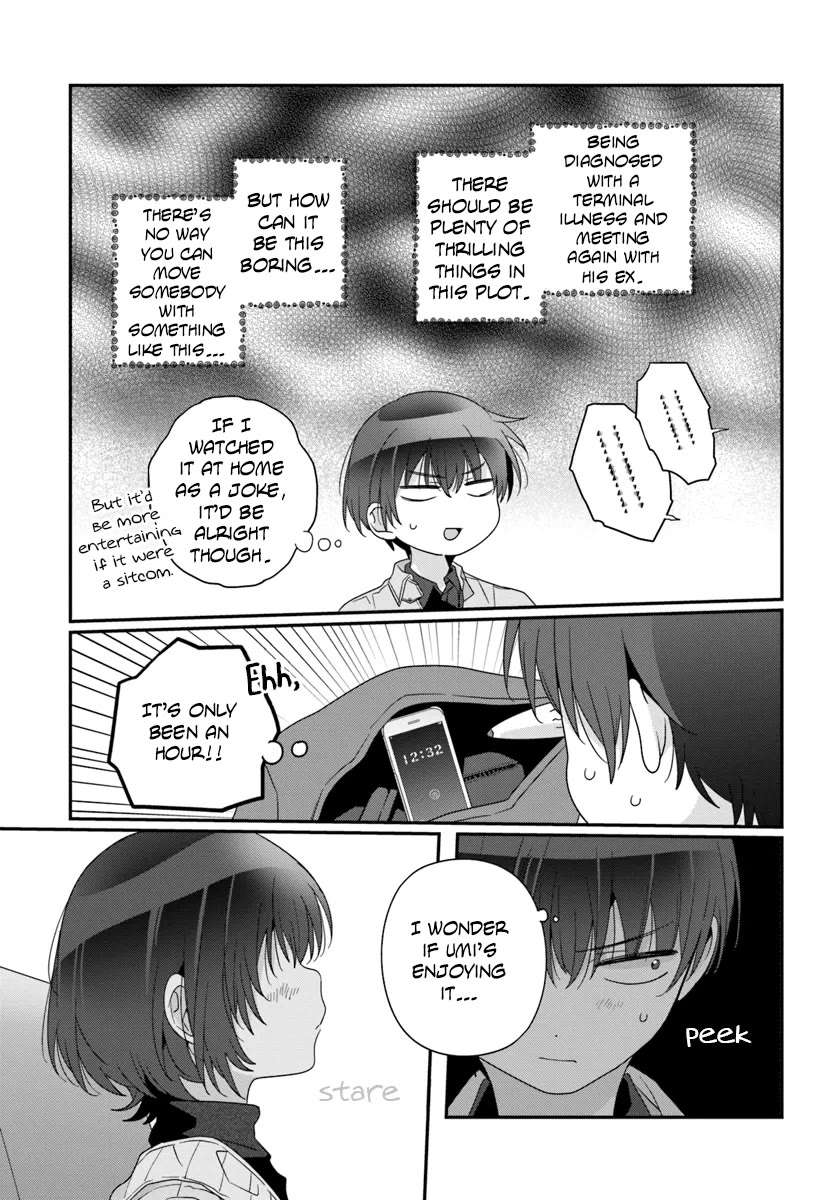 BEING
DIAGNOSED
WITH A
TERMINAL
ILLNESS AND
MEETING
AGAIN WITH
HIS EX.
THERE
SHOULD BE
PLENTY OF
THRILLING
THINGS IN
THIS PLOT.
BUT HOW
CAN IT
BE THIS
BORING...
THERE'S
NO WAY
YOU CAN
MOVE
SOMEBODY
WITH
SOMETHING
LIKE THIS...
IF I
WATCHED
IT AT HOME
AS A JOKE,
IT'D BE
ALRIGHT
THOUGH.
But it'd
be more
entertaining
if it were
a sitcom.
Ehh,
IT'S ONLY
BEEN AN
HOUR!!
12:32
I WONDER
IF UMI'S
ENJOYING
IT...
peek
stare